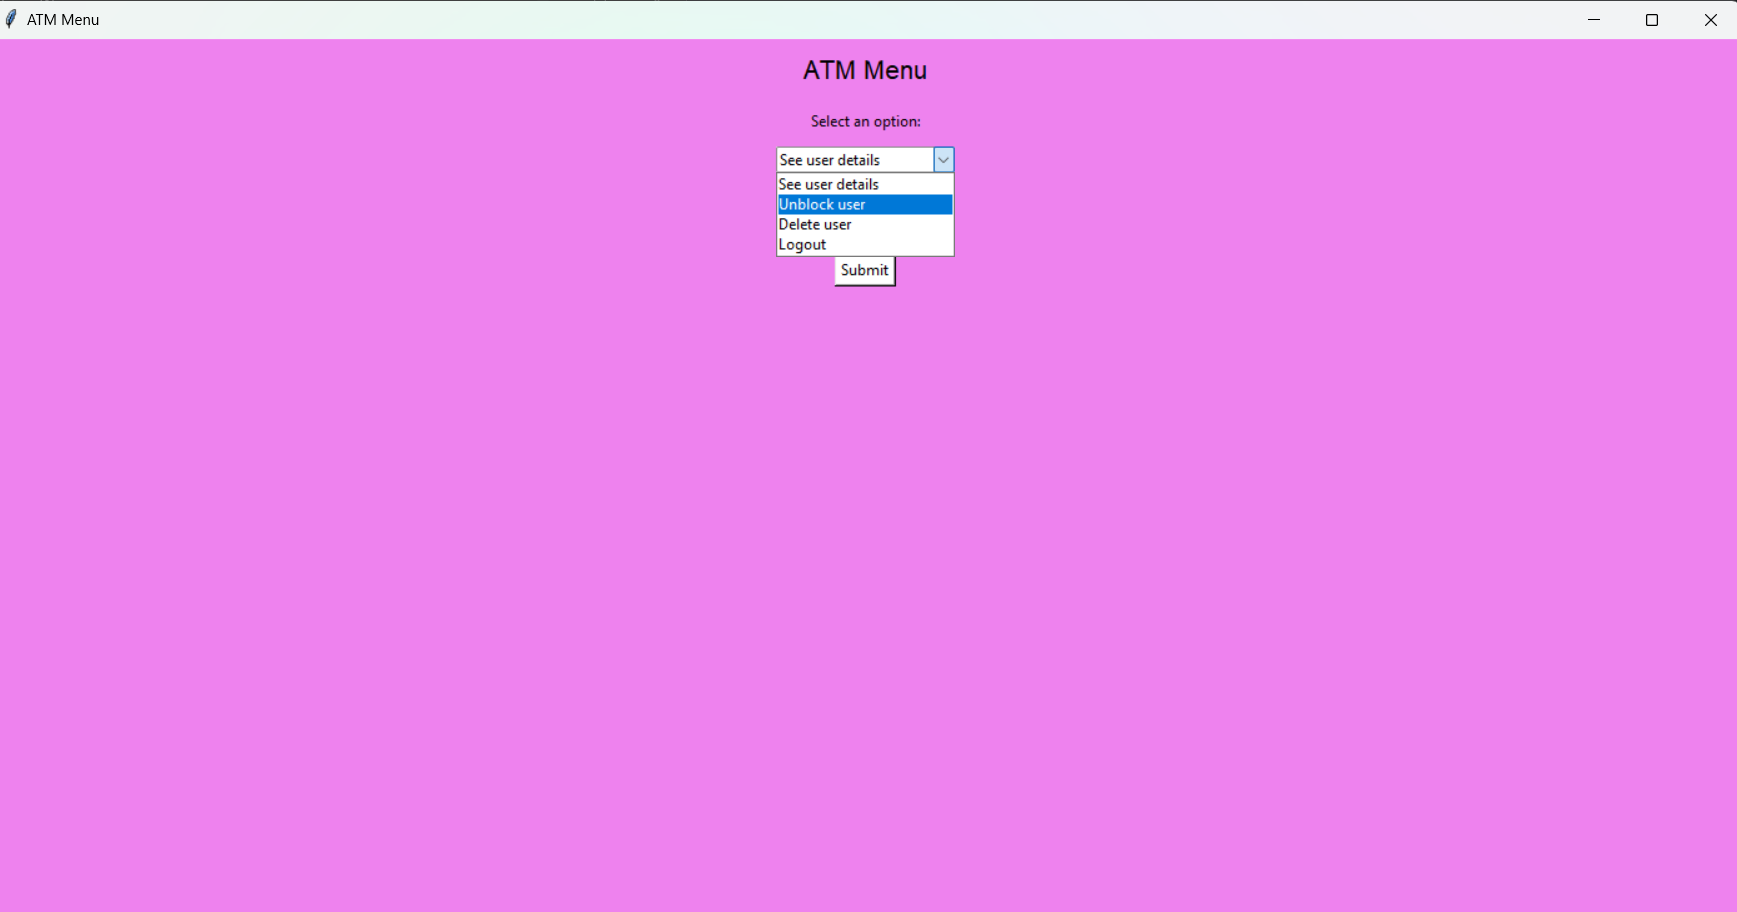 ATM Menu
ATM Menu
Select an option:
See user details
See user details
Unblock user
Delete user
Logout
Submit